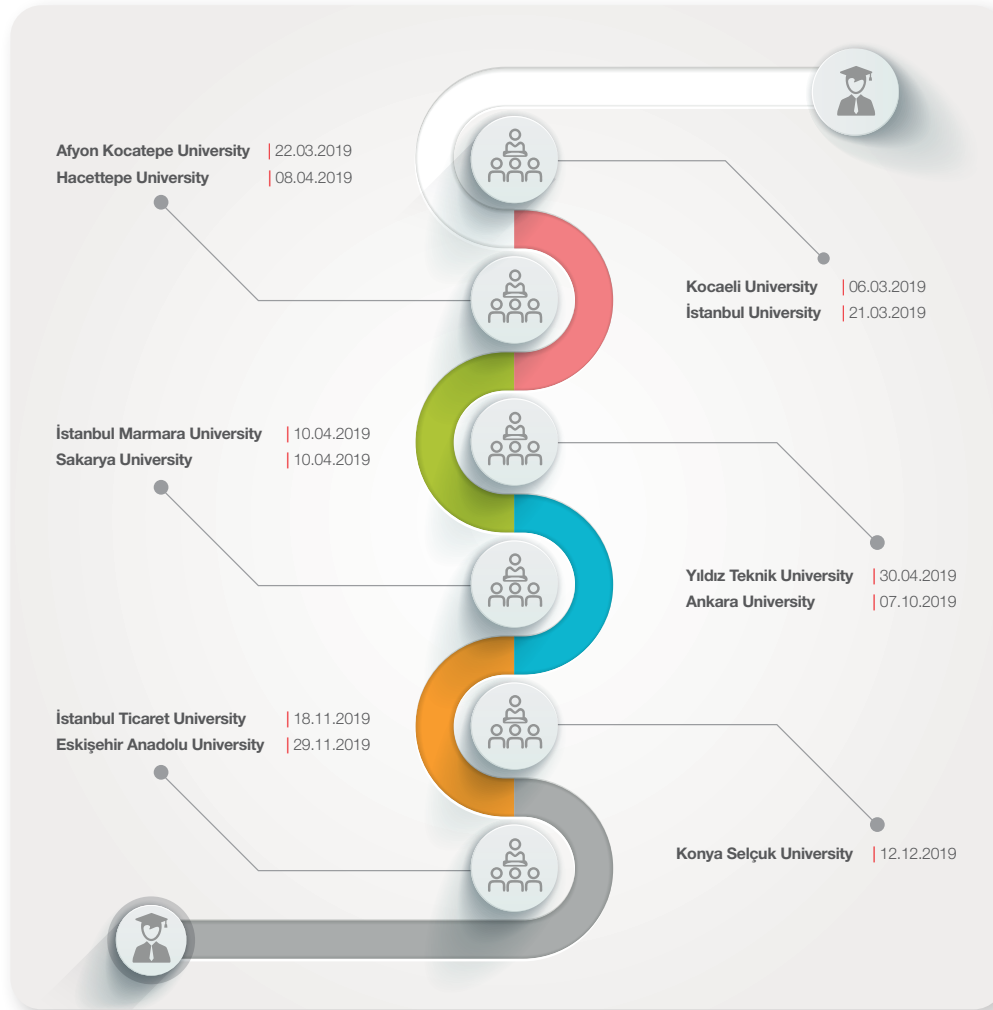 Afyon Kocatepe University | 22.03.2019
Hacettepe University | 08.04.2019
Kocaeli University | 06.03.2019
İstanbul University | 21.03.2019
İstanbul Marmara University | 10.04.2019
Sakarya University | 10.04.2019
Yıldız Teknik University | 30.04.2019
Ankara University | 07.10.2019
İstanbul Ticaret University | 18.11.2019
Eskişehir Anadolu University | 29.11.2019
Konya Selçuk University | 12.12.2019